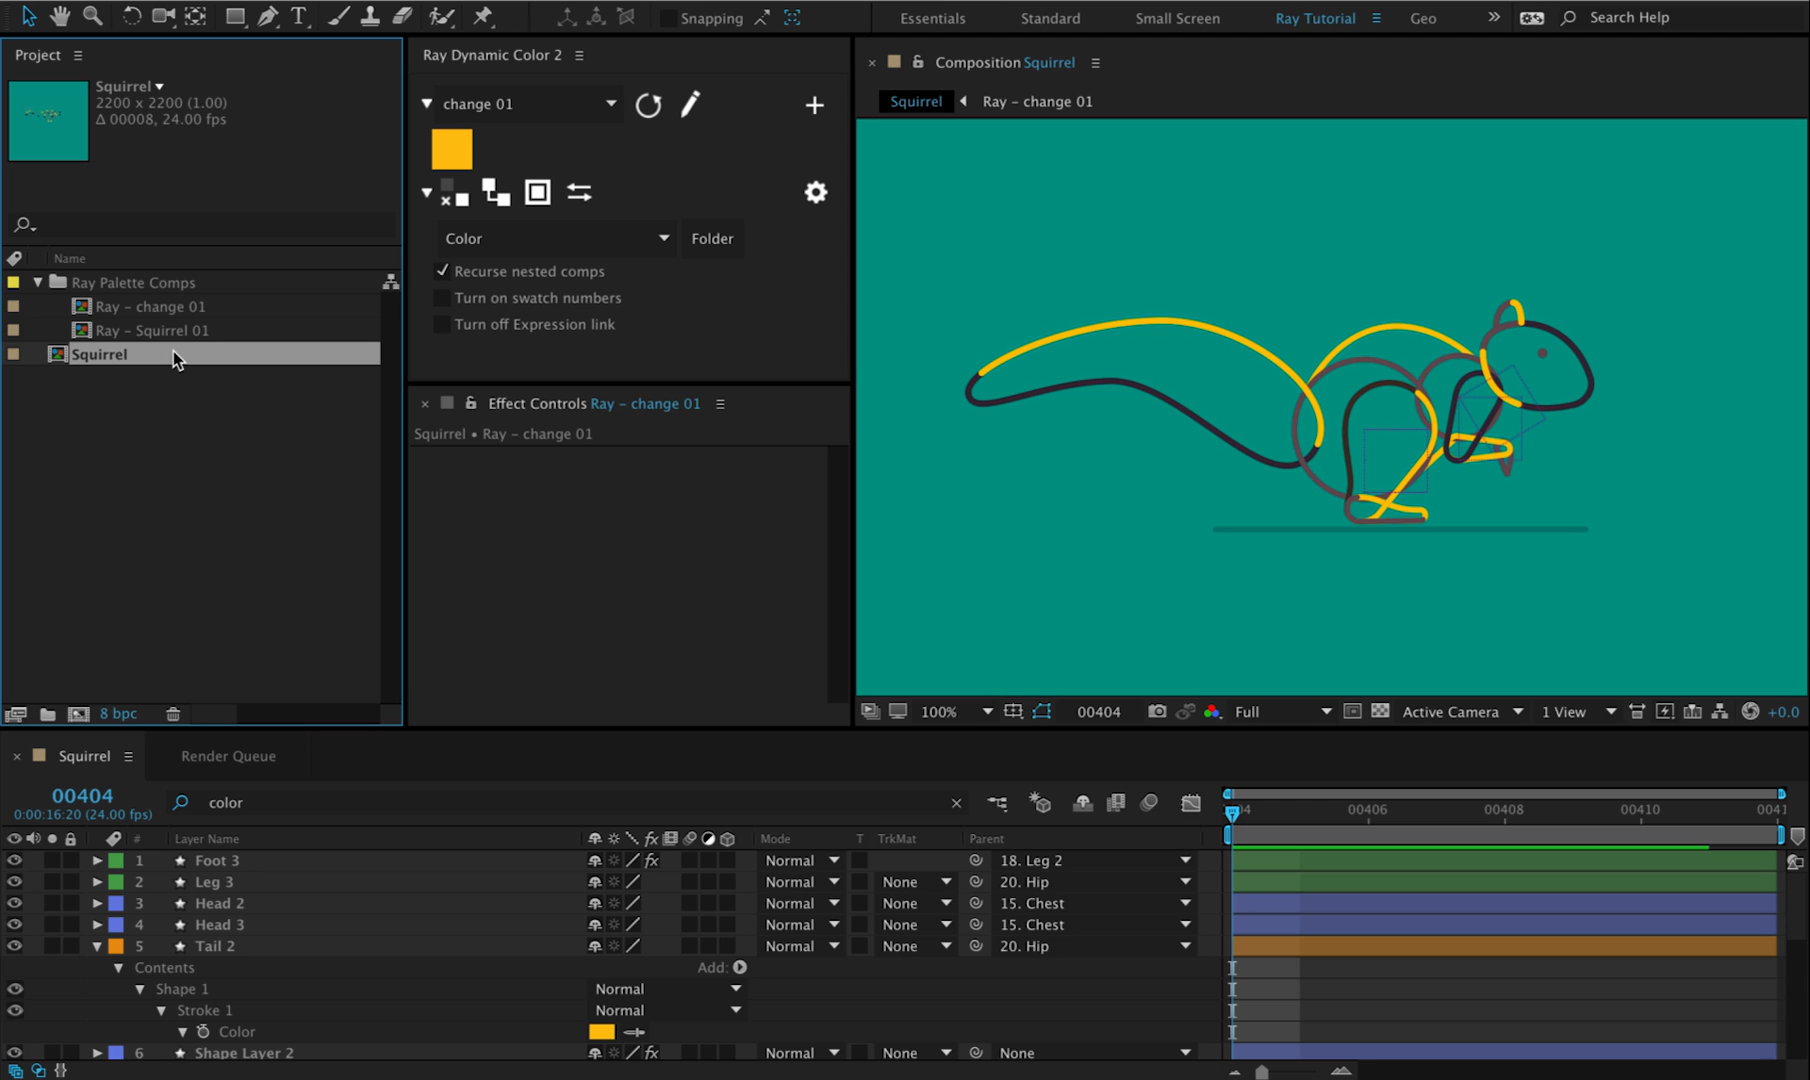 Snapping
Essentials
Standard
Small Screen
Ray Tutorial
Geo
Search Help
Project
Squirrel
2200 x 2200 (1.00)
Δ 00008, 24.00 fps
Name
Ray Palette Comps
Ray – change 01
Ray – Squirrel 01
Squirrel
8 bpc
Ray Dynamic Color 2
change 01
Color
Folder
Recurse nested comps
Turn on swatch numbers
Turn off Expression link
Effect Controls Ray – change 01
Squirrel • Ray – change 01
Composition Squirrel
Squirrel
Ray – change 01
100%
00404
Full
Active Camera
1 View
+0.0
Squirrel
Render Queue
00404
0:00:16:20 (24.00 fps)
color
04
00406
00408
00410
0041
# Layer Name
fx
Mode
T TrkMat
Parent
1 Foot 3 fx Normal 18. Leg 2
2 Leg 3 Normal None 20. Hip
3 Head 2 Normal None 15. Chest
4 Head 3 Normal None 15. Chest
5 Tail 2 Normal None 20. Hip
Contents Add:
Shape 1 Normal
Stroke 1 Normal
Color
6 Shape Layer 2 fx Normal None None